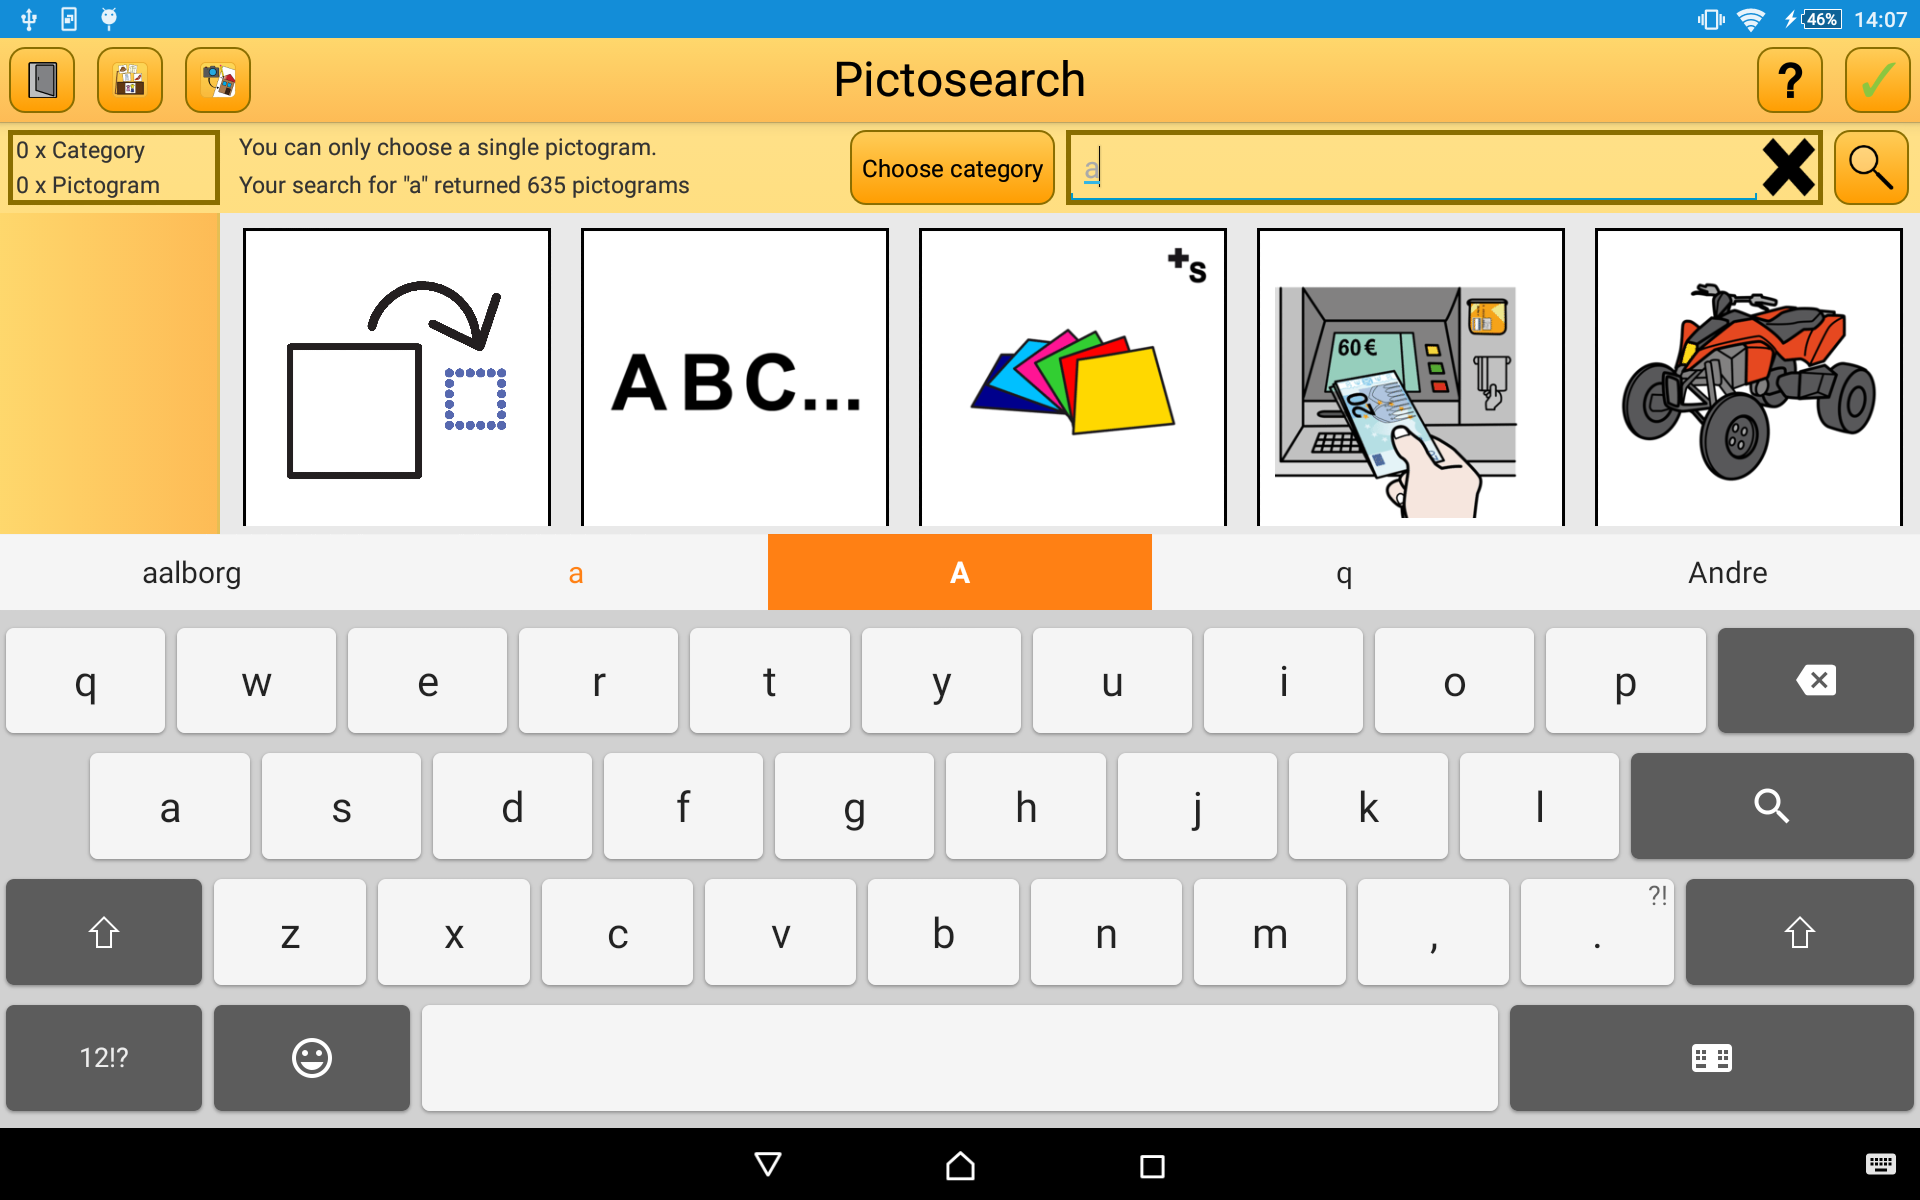 46% 14:07
Pictosearch
?
0 x Category
0 x Pictogram
You can only choose a single pictogram.
Your search for "a" returned 635 pictograms
Choose category
a
A B C...
+s
60 €
20
aalborg a A q Andre
q w e r t y u i o p
a s d f g h j k l
z x c v b n m , . ?!
12!?